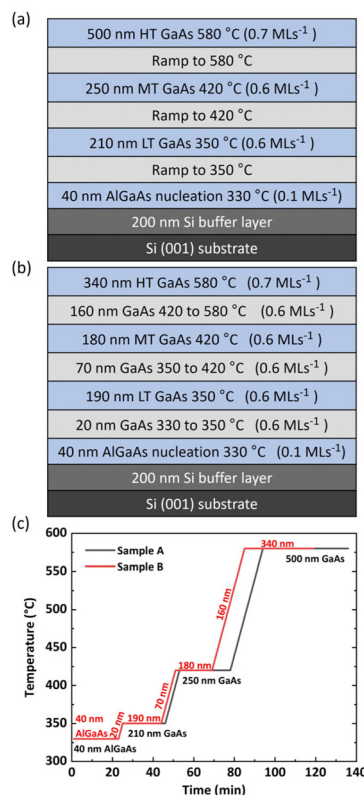 (a)
500 nm HT GaAs 580 °C (0.7 MLs⁻¹)
Ramp to 580 °C
250 nm MT GaAs 420 °C (0.6 MLs⁻¹)
Ramp to 420 °C
210 nm LT GaAs 350 °C (0.6 MLs⁻¹)
Ramp to 350 °C
40 nm AlGaAs nucleation 330 °C (0.1 MLs⁻¹)
200 nm Si buffer layer
Si (001) substrate
(b)
340 nm HT GaAs 580 °C (0.7 MLs⁻¹)
160 nm GaAs 420 to 580 °C (0.6 MLs⁻¹)
180 nm MT GaAs 420 °C (0.6 MLs⁻¹)
70 nm GaAs 350 to 420 °C (0.6 MLs⁻¹)
190 nm LT GaAs 350 °C (0.6 MLs⁻¹)
20 nm GaAs 330 to 350 °C (0.6 MLs⁻¹)
40 nm AlGaAs nucleation 330 °C (0.1 MLs⁻¹)
200 nm Si buffer layer
Si (001) substrate
(c)
600
550
500
450
400
350
300
Temperature (°C)
Sample A
Sample B
340 nm
500 nm GaAs
160 nm
180 nm
250 nm GaAs
70 nm
190 nm
210 nm GaAs
20 nm
40 nm
AlGaAs
40 nm AlGaAs
0 20 40 60 80 100 120 140
Time (min)